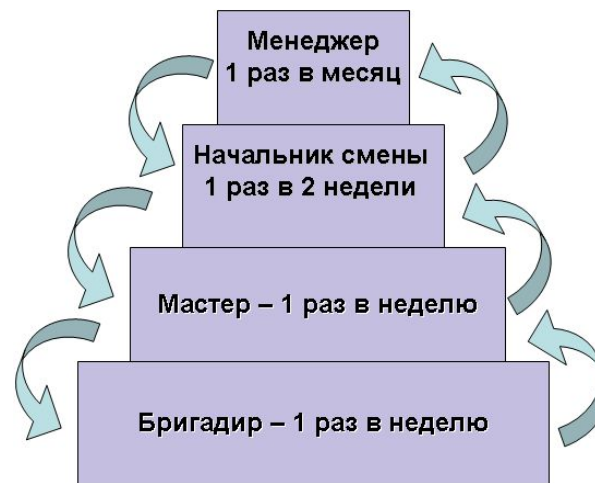 Менеджер
1 раз в месяц
Начальник смены
1 раз в 2 недели
Мастер – 1 раз в неделю
Бригадир – 1 раз в неделю